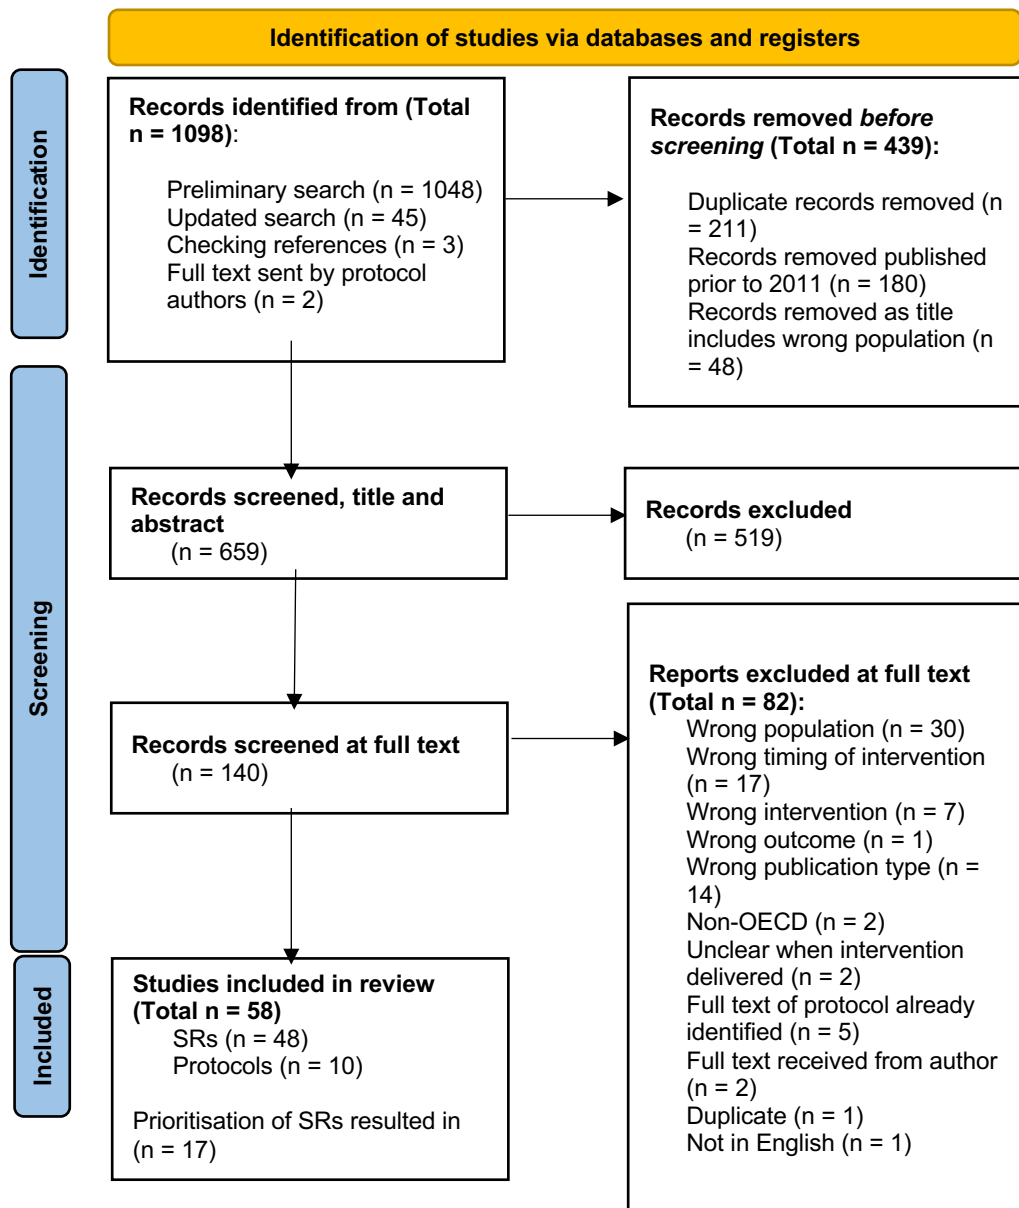 Identification of studies via databases and registers
Identification
Records identified from (Total
n = 1098):
Preliminary search (n = 1048)
Updated search (n = 45)
Checking references (n = 3)
Full text sent by protocol
authors (n = 2)
Records removed before
screening (Total n = 439):
Duplicate records removed (n
= 211)
Records removed published
prior to 2011 (n = 180)
Records removed as title
includes wrong population (n
= 48)
Screening
Records screened, title and
abstract
(n = 659)
Records excluded
(n = 519)
Records screened at full text
(n = 140)
Reports excluded at full text
(Total n = 82):
Wrong population (n = 30)
Wrong timing of intervention
(n = 17)
Wrong intervention (n = 7)
Wrong outcome (n = 1)
Wrong publication type (n =
14)
Non-OECD (n = 2)
Unclear when intervention
delivered (n = 2)
Full text of protocol already
identified (n = 5)
Full text received from author
(n = 2)
Duplicate (n = 1)
Not in English (n = 1)
Included
Studies included in review
(Total n = 58)
SRs (n = 48)
Protocols (n = 10)
Prioritisation of SRs resulted in
(n = 17)